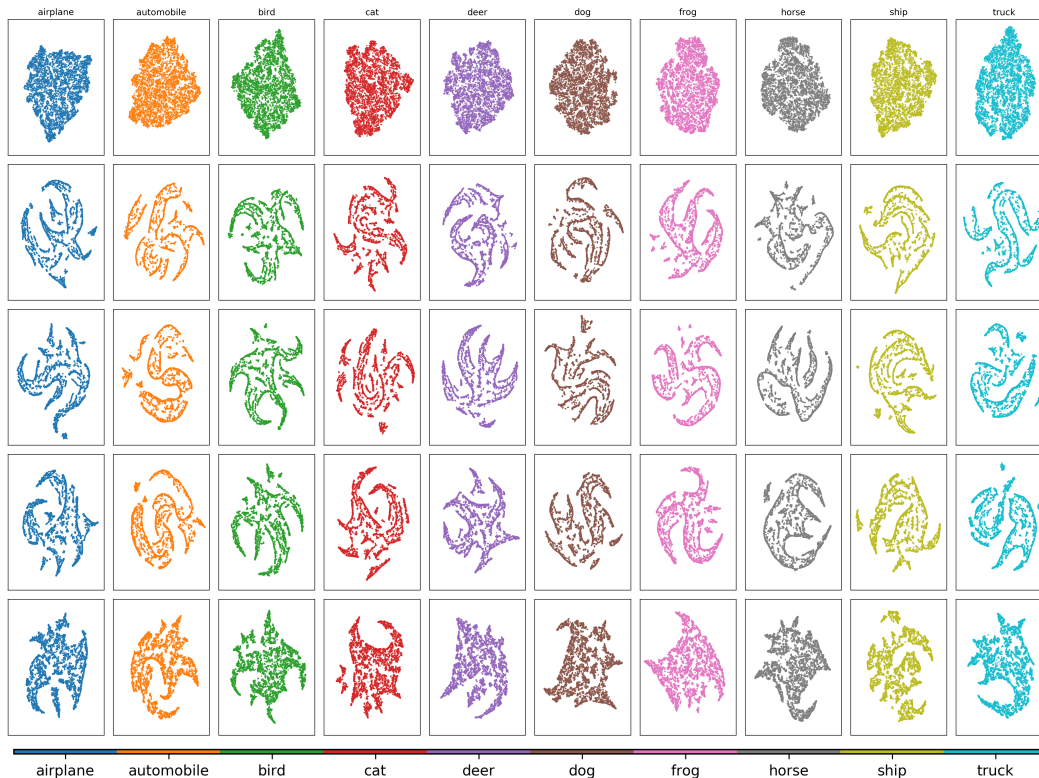 airplane automobile bird cat deer dog frog horse ship truck
airplane automobile bird cat deer dog frog horse ship truck